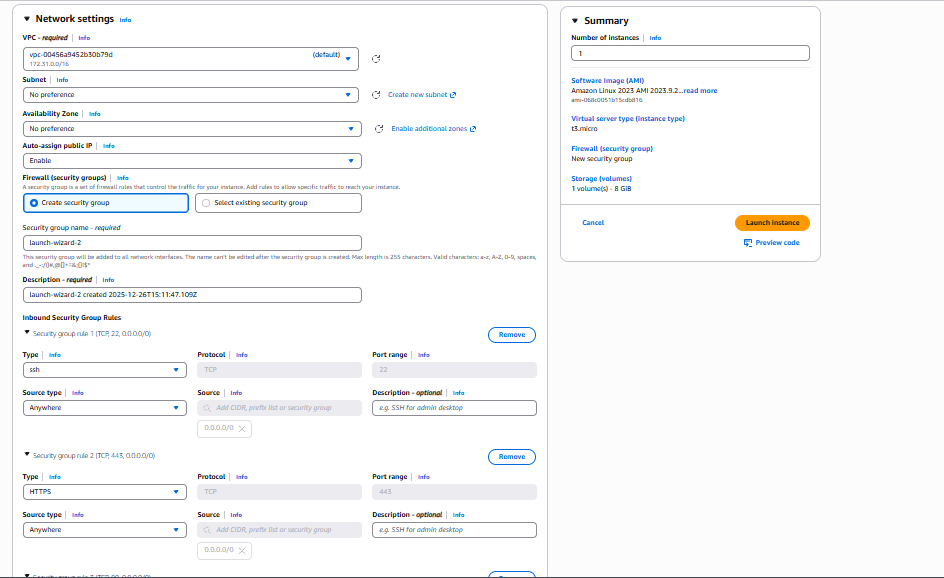 Network settings Info
VPC - required Info
vpc-00456a9452b30b79d (default)
172.31.0.0/16
Subnet Info
No preference
Create new subnet
Availability Zone Info
No preference
Enable additional zones
Auto-assign public IP Info
Enable
Firewall (security groups) Info
A security group is a set of firewall rules that control the traffic for your instance. Add rules to allow specific traffic to reach your instance.
Create security group
Select existing security group
Security group name - required
launch-wizard-2
This security group will be added to all network interfaces. The name can't be edited after the security group is created. Max length is 255 characters. Valid characters: a-z, A-Z, 0-9, spaces,
Description - required Info
launch-wizard-2 created 2025-12-26T15:11:47.109Z
Inbound Security Group Rules
Security group rule 1 (TCP, 22, 0.0.0.0/0)
Remove
Type Info
Protocol Info
Port range Info
ssh
TCP
22
Source type Info
Source Info
Description - optional Info
Anywhere
Add CIDR, prefix list or security group
e.g. SSH for admin desktop
0.0.0.0/0
Security group rule 2 (TCP, 443, 0.0.0.0/0)
Remove
Type Info
Protocol Info
Port range Info
HTTPS
TCP
443
Source type Info
Source Info
Description - optional Info
Anywhere
Add CIDR, prefix list or security group
e.g. SSH for admin desktop
0.0.0.0/0
Summary
Number of instances Info
1
Software Image (AMI)
Amazon Linux 2023 AMI 2023.9.2...read more
ami-068c0051b15cdb816
Virtual server type (instance type)
t3.micro
Firewall (security group)
New security group
Storage (volumes)
1 volume(s) - 8 GiB
Cancel
Launch instance
Preview code